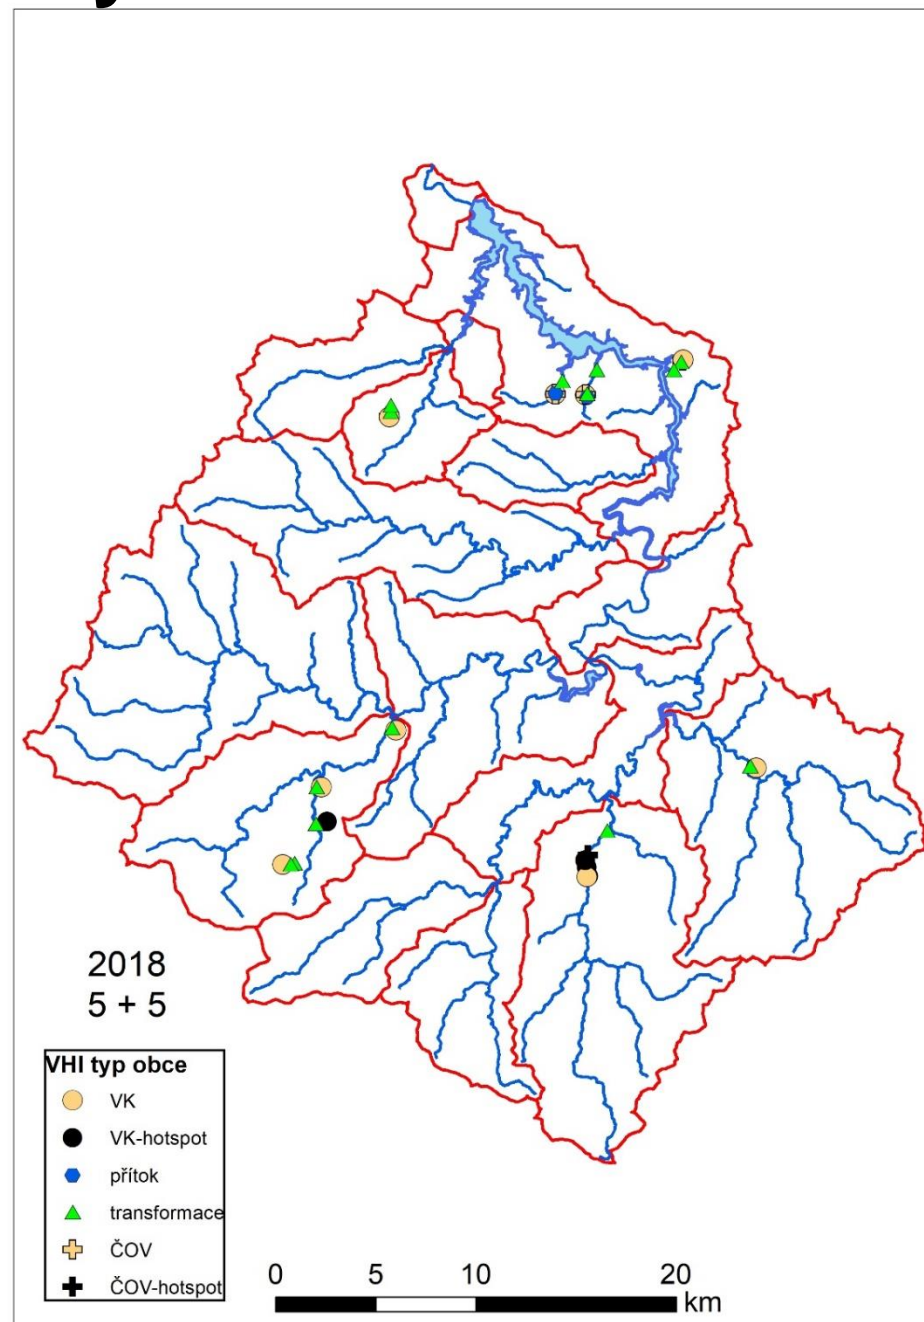 2018
5 + 5
VHI typ obce
VK
VK-hotspot
přítok
transformace
ČOV
ČOV-hotspot
0 5 10 20
km